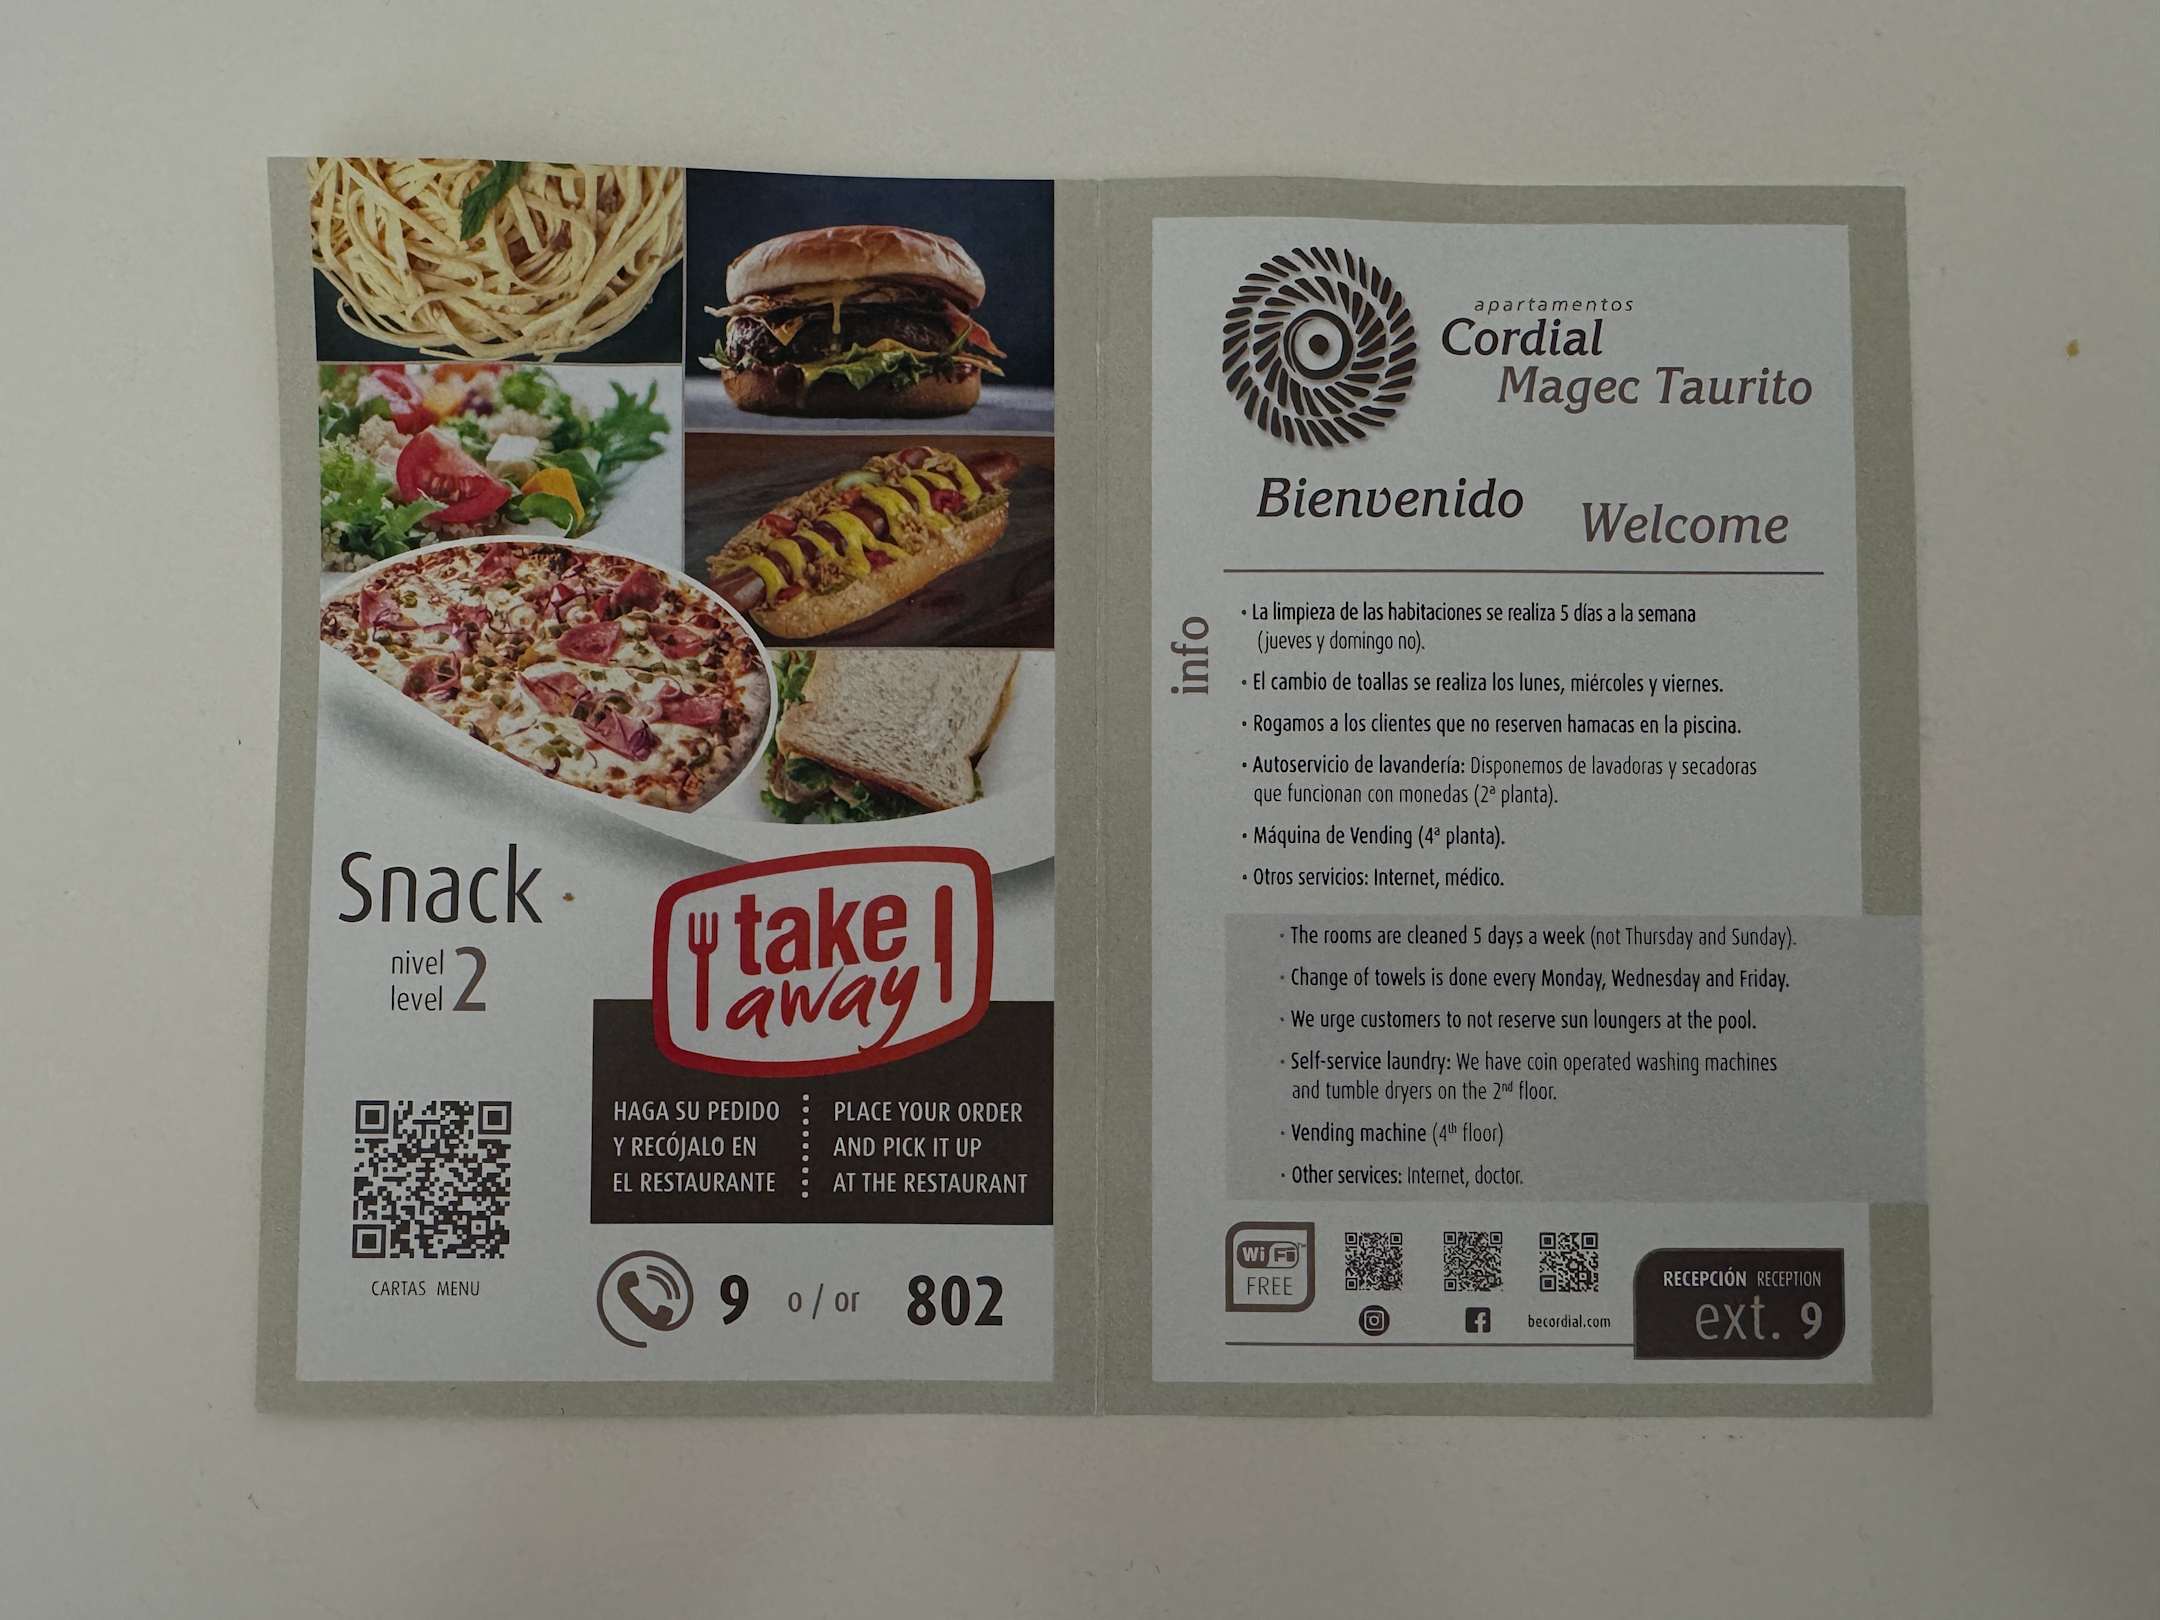 Snack
nivel
level 2
take
away
HAGA SU PEDIDO
Y RECÓJALO EN
EL RESTAURANTE
PLACE YOUR ORDER
AND PICK IT UP
AT THE RESTAURANT
CARTAS MENU
9 o / or 802
apartamentos
Cordial
Magec Taurito
Bienvenido
Welcome
info
• La limpieza de las habitaciones se realiza 5 días a la semana
(jueves y domingo no).
• El cambio de toallas se realiza los lunes, miércoles y viernes.
• Rogamos a los clientes que no reserven hamacas en la piscina.
• Autoservicio de lavandería: Disponemos de lavadoras y secadoras
que funcionan con monedas (2ª planta).
• Máquina de Vending (4ª planta).
• Otros servicios: Internet, médico.
• The rooms are cleaned 5 days a week (not Thursday and Sunday).
• Change of towels is done every Monday, Wednesday and Friday.
• We urge customers to not reserve sun loungers at the pool.
• Self-service laundry: We have coin operated washing machines
and tumble dryers on the 2nd floor.
• Vending machine (4th floor)
• Other services: Internet, doctor.
Wi Fi™
FREE
becordial.com
RECEPCIÓN RECEPTION
ext. 9